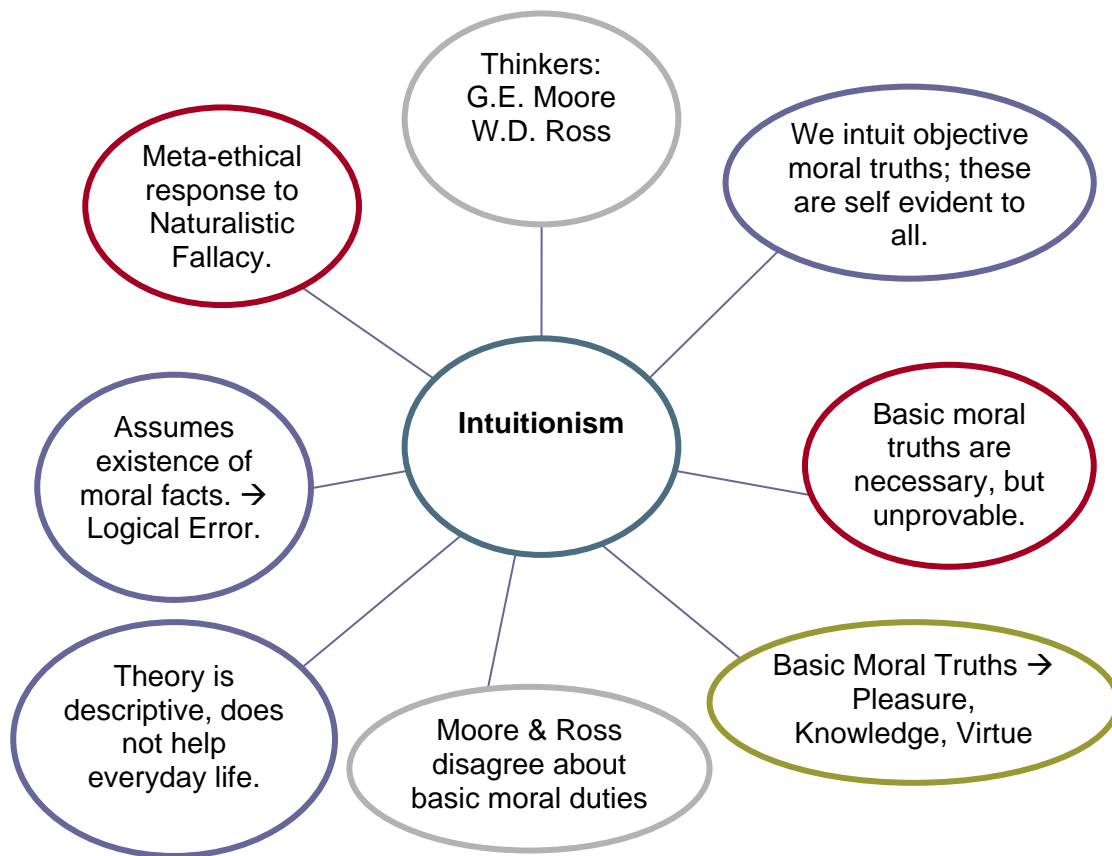 Thinkers:
G.E. Moore
W.D. Ross
We intuit objective
moral truths; these
are self evident to
all.
Meta-ethical
response to
Naturalistic
Fallacy.
Intuitionism
Basic moral
truths are
necessary, but
unprovable.
Assumes
existence of
moral facts. →
Logical Error.
Basic Moral Truths →
Pleasure,
Knowledge, Virtue
Theory is
descriptive, does
not help
everyday life.
Moore & Ross
disagree about
basic moral duties